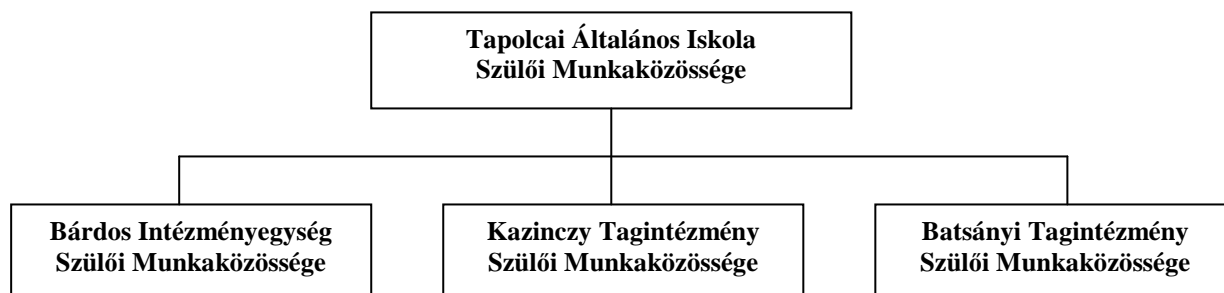 Tapolcai Általános Iskola
Szülői Munkaközössége
Bárdos Intézményegység
Szülői Munkaközössége
Kazinczy Tagintézmény
Szülői Munkaközössége
Batsányi Tagintézmény
Szülői Munkaközössége